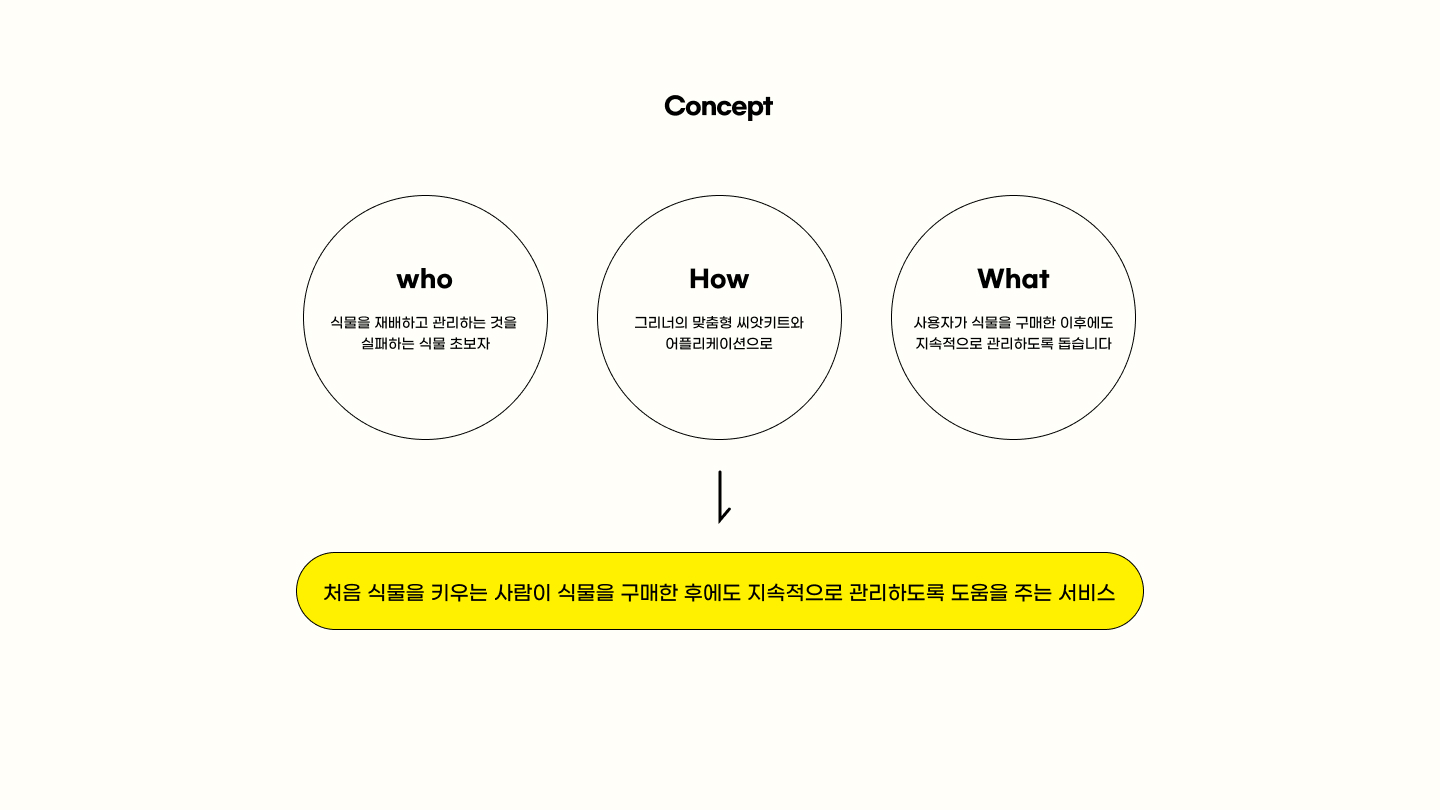 Concept
who
식물을 재배하고 관리하는 것을
실패하는 식물 초보자
How
그리너의 맞춤형 씨앗키트와
어플리케이션으로
What
사용자가 식물을 구매한 이후에도
지속적으로 관리하도록 돕습니다
처음 식물을 키우는 사람이 식물을 구매한 후에도 지속적으로 관리하도록 도움을 주는 서비스